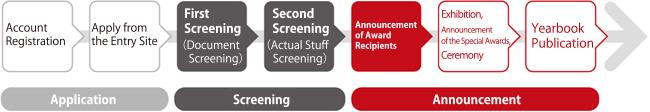 Account
Registration
Apply from
the Entry Site
First
Screening
(Document
Screening)
Second
Screening
(Actual Stuff
Screening)
Announcement
of Award
Recipients
Exhibition,
Announcement
of the Special Awards,
Ceremony
Yearbook
Publication
Application
Screening
Announcement